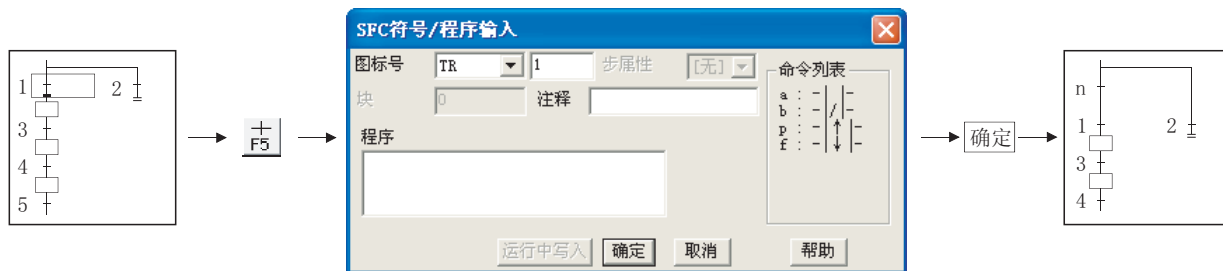 1
2
3
4
5
F5
SFC符号/程序输入
图标号 TR 1 步属性 [无]
块 0 注释
程序
命令列表
a : -| |-
b : -|/|-
p : -|↑|-
f : -|↓|-
运行中写入 确定 取消 帮助
确定
n
1
2
3
4